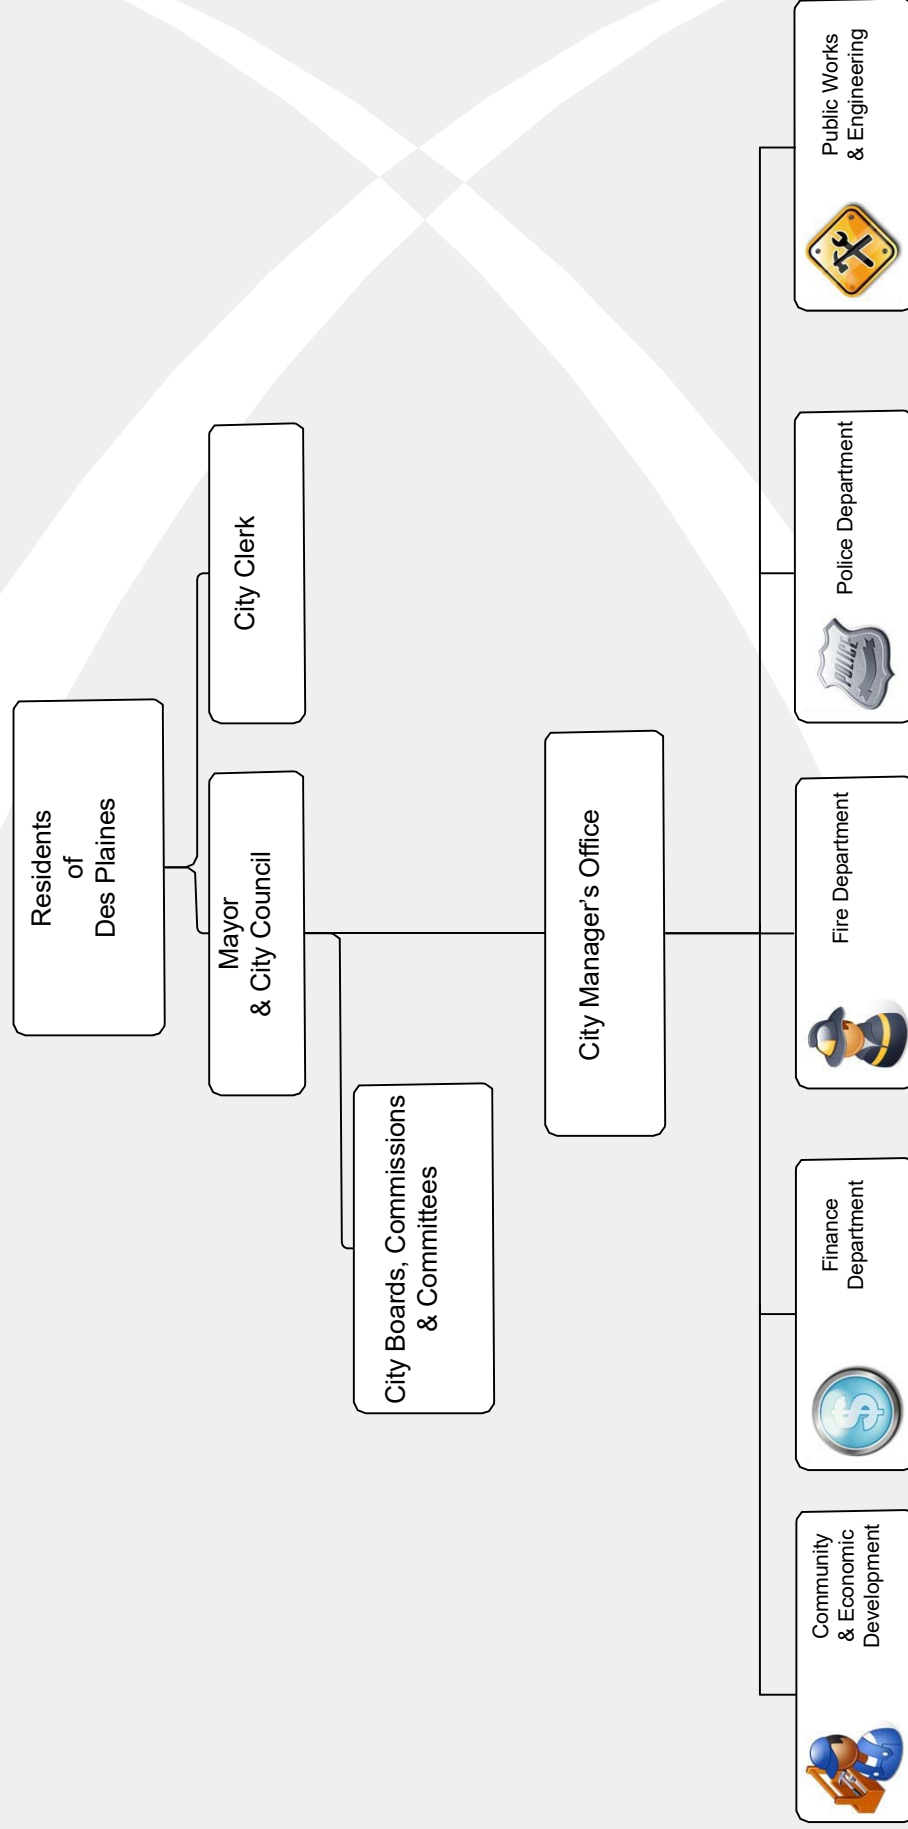 Residents
of
Des Plaines
Mayor
& City Council
City Clerk
City Boards, Commissions
& Committees
City Manager’s Office
Community
& Economic
Development
Finance
Department
Fire Department
Police Department
POLICE
Public Works
& Engineering